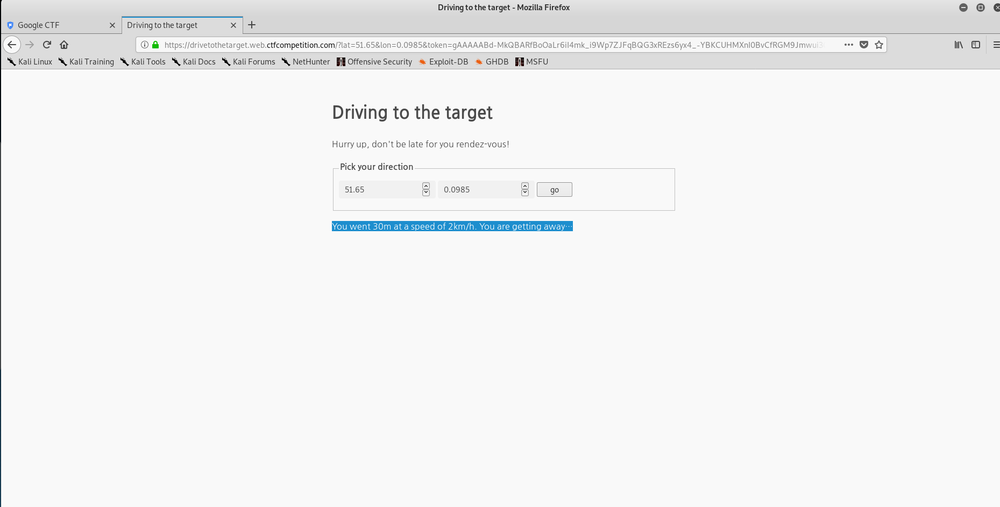 Driving to the target - Mozilla Firefox
Google CTF
Driving to the target
https://drivetothetarget.web.ctfcompetition.com/?lat=51.65&lon=0.0985&token=gAAAAABd-MkQBARfBoOaLr6iI4mk_i9Wp7ZJFqBQG3xREzs6yx4_-YBKCUHMXnI0BvCfRGM9Jmwui3
Kali Linux Kali Training Kali Tools Kali Docs Kali Forums NetHunter Offensive Security Exploit-DB GHDB MSFU
Driving to the target
Hurry up, don't be late for you rendez-vous!
Pick your direction
51.65 0.0985 go
You went 30m at a speed of 2km/h. You are getting away…